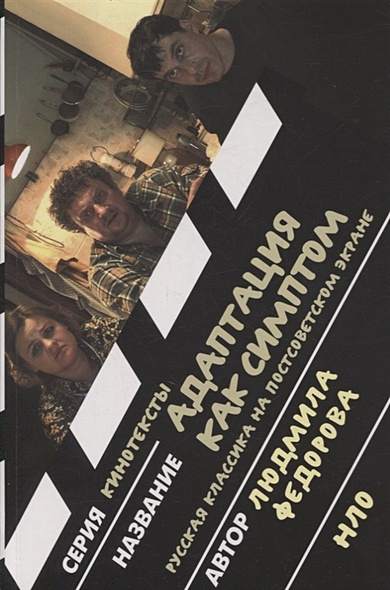 СЕРИЯ КИНОТЕКСТЫ
НАЗВАНИЕ АДАПТАЦИЯ
КАК СИМПТОМ
РУССКАЯ КЛАССИКА НА ПОСТСОВЕТСКОМ ЭКРАНЕ
АВТОР ЛЮДМИЛА
ФЕДОРОВА
НЛО